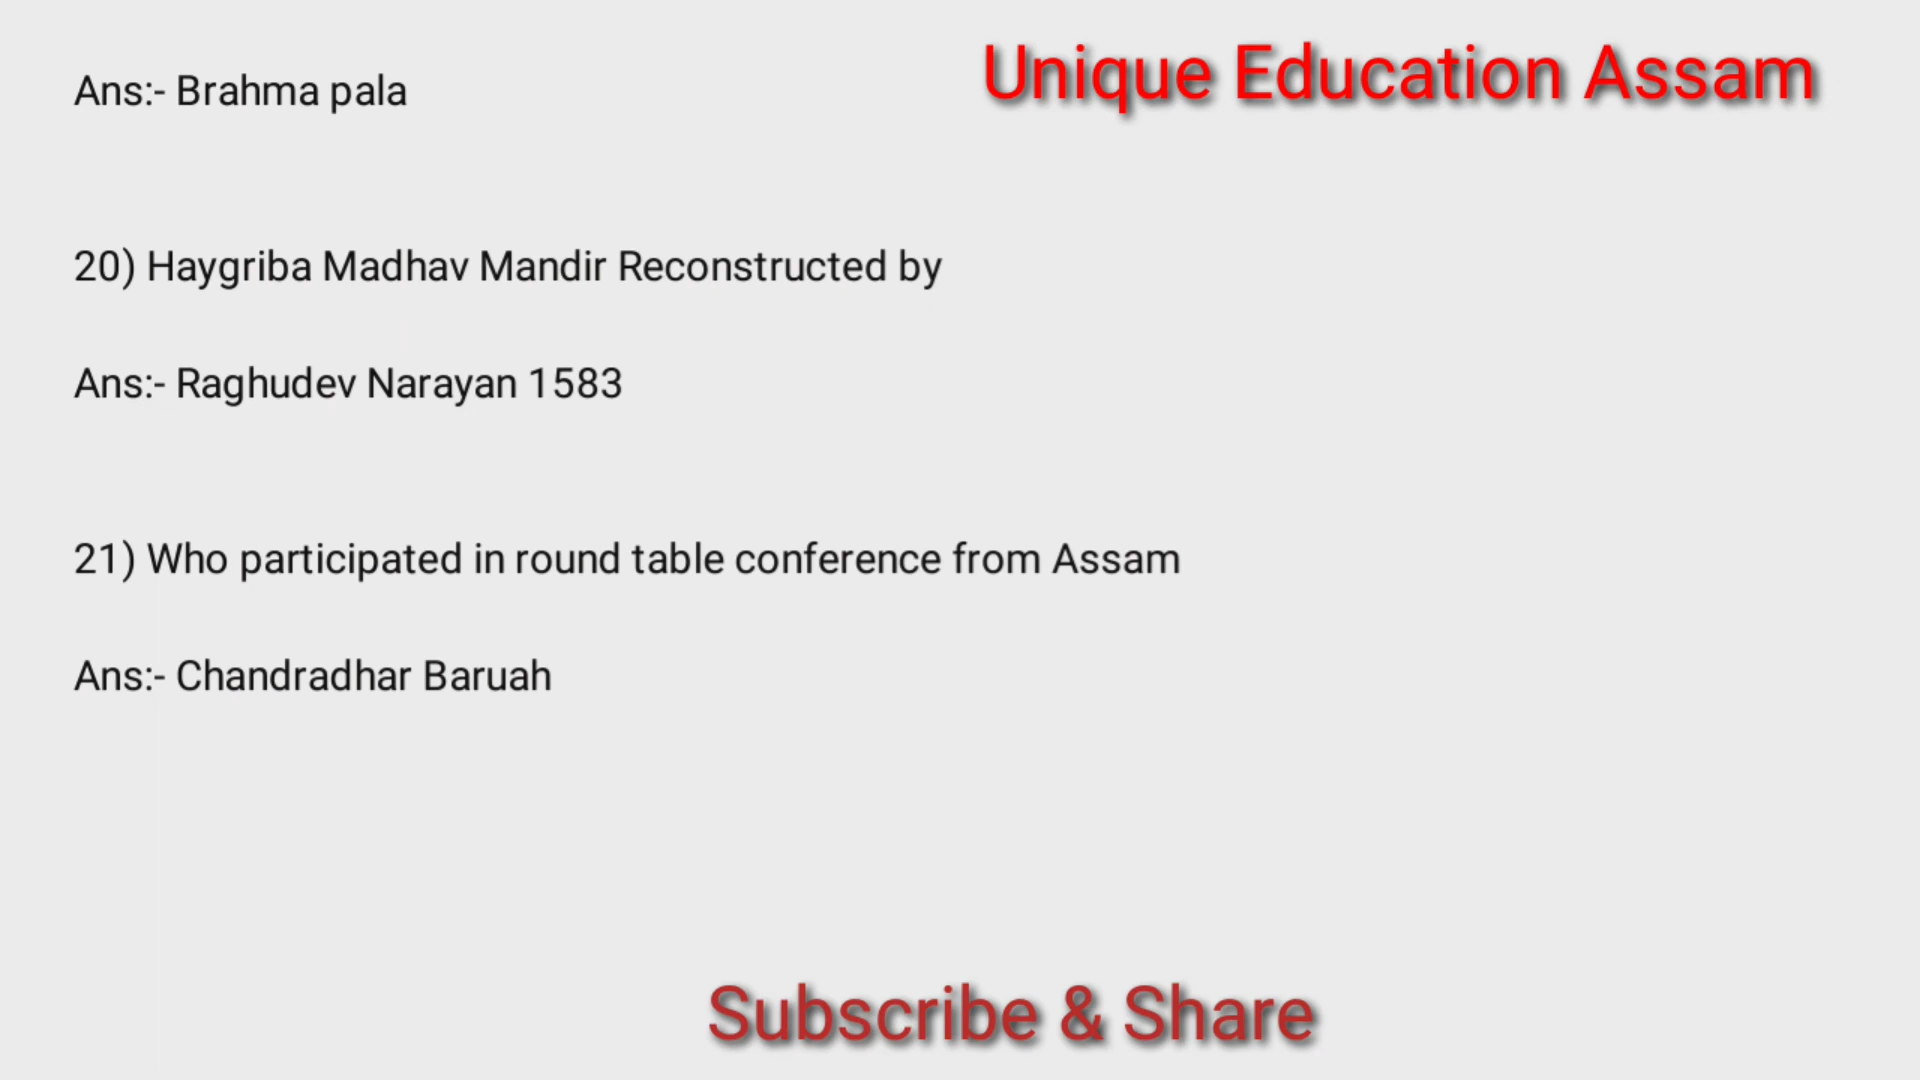 Unique Education Assam
Ans:- Brahma pala
20) Haygriba Madhav Mandir Reconstructed by
Ans:- Raghudev Narayan 1583
21) Who participated in round table conference from Assam
Ans:- Chandradhar Baruah
Subscribe & Share